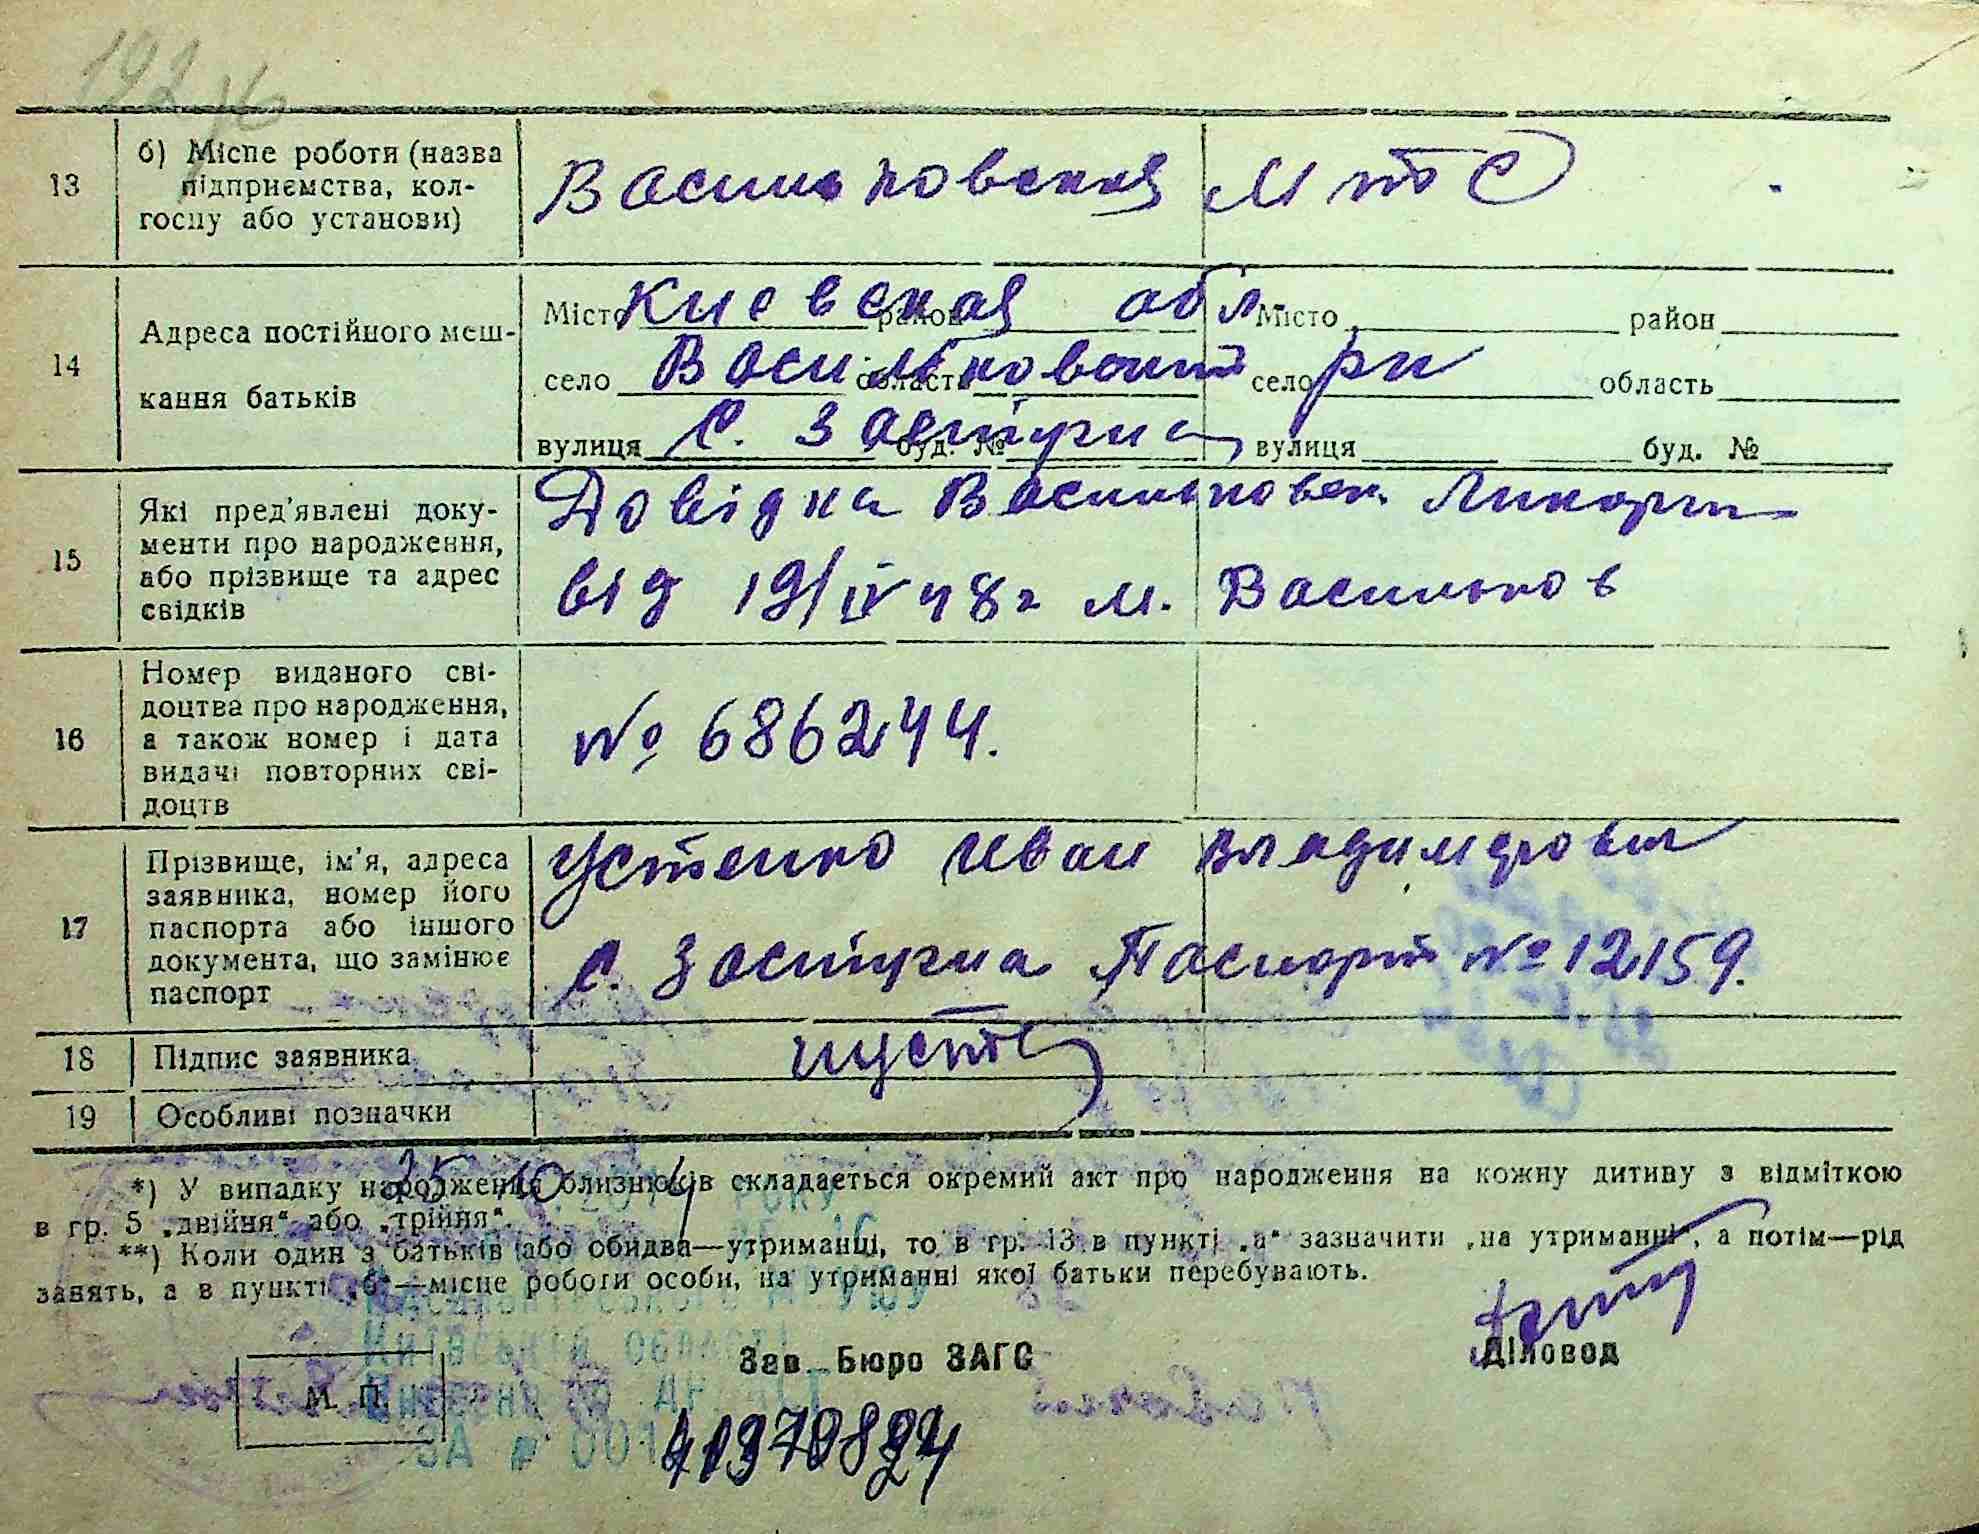 13
б) Місце роботи (назва
підприємства, кол-
госпу або установи)
Васильковская МТС
14
Адреса постійного меш-
кання батьків
Місто Киевская район обл. Місто район
село Васильковский область село рн область
вулиця с. Застугна буд. № вулиця буд. №
15
Які пред'явлені доку-
менти про народження,
або прізвище та адрес
свідків
Довідка Васильковск. Ликарни
від 19/IV 48 г м. Васильков
16
Номер виданого сві-
доцтва про народження,
а також номер і дата
видачі повторних сві-
доцтв
№ 686244.
17
Прізвище, ім'я, адреса
заявника, номер його
паспорта або іншого
документа, що замінює
паспорт
Устенко Иван Владимирович
с. Застугна Паспорт № 12159.
18 Підпис заявника
19 Особливі позначки
*) У випадку народження близнюків складається окремий акт про народження на кожну дитину з відміткою
в гр. 5 „двійня“ або „трійня“.
**) Коли один з батьків або обидва—утриманці, то в гр. 13 в пункті „а“ зазначити „на утриманні“, а потім—рід
занять, а в пункті „б“—місце роботи особи, на утриманні якої батьки перебувають.
Київській області
Зав. Бюро ЗАГС
Діловод
М. П.